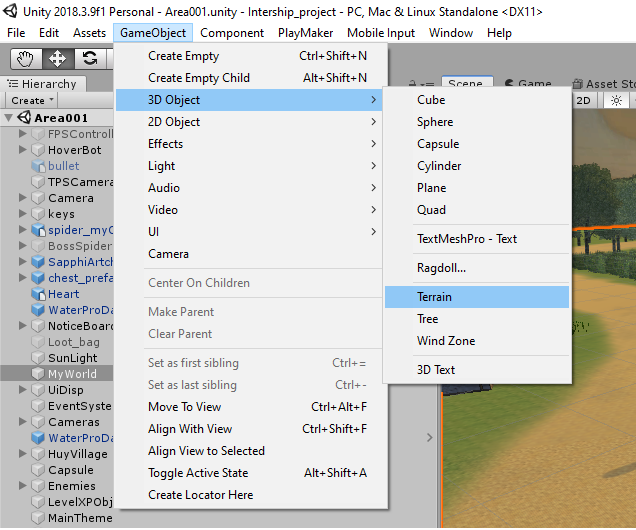 Unity 2018.3.9f1 Personal - Area001.unity - Intership_project - PC, Mac & Linux Standalone <DX11>
File Edit Assets GameObject Component PlayMaker Mobile Input Window Help
Hierarchy
Scene Game Asset Sto
Create
2D
Area001
FPSControll
HoverBot
bullet
TPSCamera
Camera
keys
spider_myC
BossSpider
SapphiArtch
chest_prefa
Heart
WaterProDa
NoticeBoard
Loot_bag
SunLight
MyWorld
UiDisp
EventSyste
Cameras
WaterProDa
HuyVillage
Capsule
Enemies
LevelXPObj
MainTheme
Create Empty Ctrl+Shift+N
Create Empty Child Alt+Shift+N
3D Object
2D Object
Effects
Light
Audio
Video
UI
Camera
Center On Children
Make Parent
Clear Parent
Set as first sibling Ctrl+=
Set as last sibling Ctrl+-
Move To View Ctrl+Alt+F
Align With View Ctrl+Shift+F
Align View to Selected
Toggle Active State Alt+Shift+A
Create Locator Here
Cube
Sphere
Capsule
Cylinder
Plane
Quad
TextMeshPro - Text
Ragdoll...
Terrain
Tree
Wind Zone
3D Text